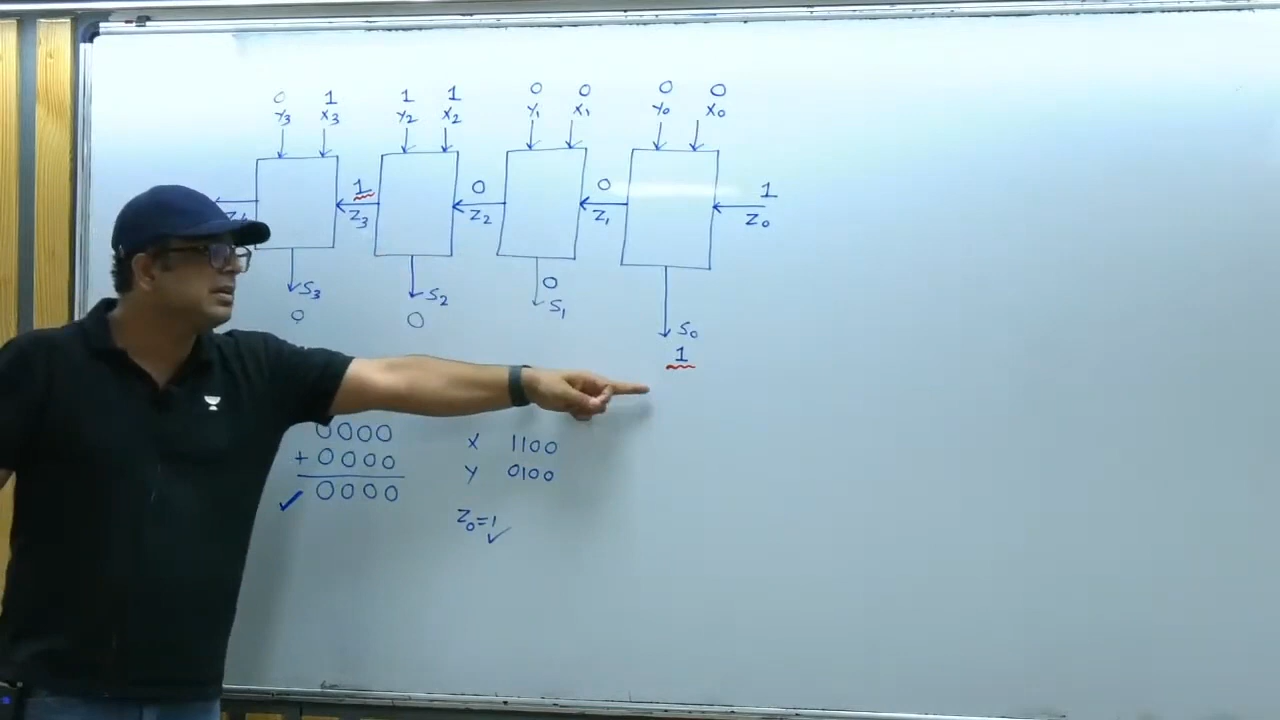 0 1 1 1 0 0 0 0
Y3 X3 Y2 X2 Y1 X1 Y0 X0
1 0 0 1
Z3 Z2 Z1 Z0
S3 S2 S1 S0
0 0 0 1
0000
+ 0000
✓ 0000
X 1100
Y 0100
Z0=1 ✓